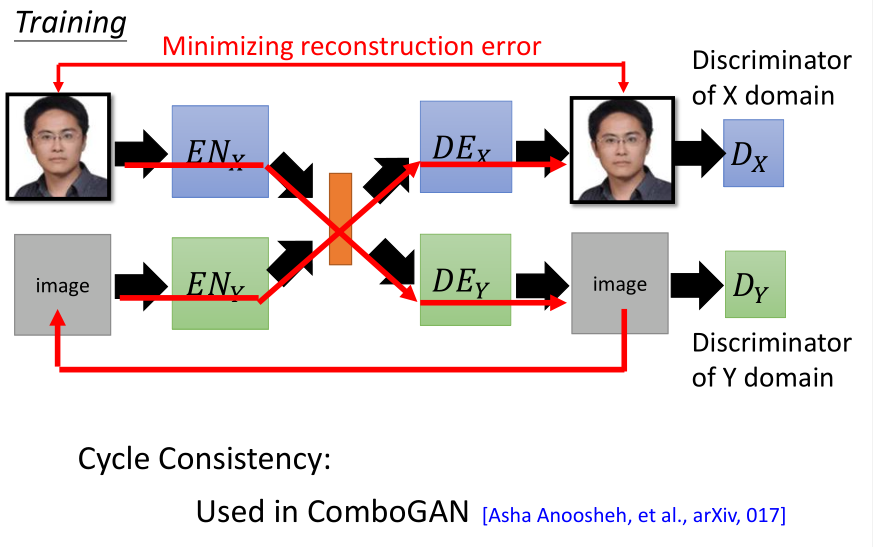 Training
Minimizing reconstruction error
Discriminator
of X domain
EN_X
DE_X
D_X
image
EN_Y
DE_Y
image
D_Y
Discriminator
of Y domain
Cycle Consistency:
Used in ComboGAN [Asha Anoosheh, et al., arXiv, 017]